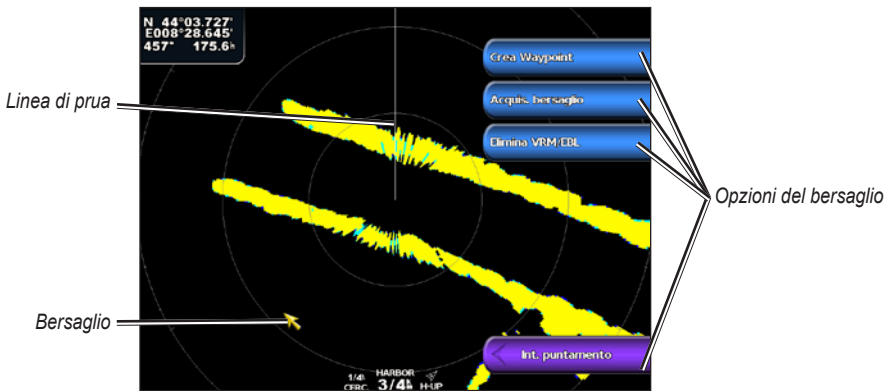 N 44°03.727'
E008°28.645'
457° 175.6
Crea Waypoint
Linea di prua
Acquis. bersaglio
Elimina VRM/EBL
Opzioni del bersaglio
Bersaglio
Int. puntamento
1/4 HARBOR
CERC. 3/4 H-UP